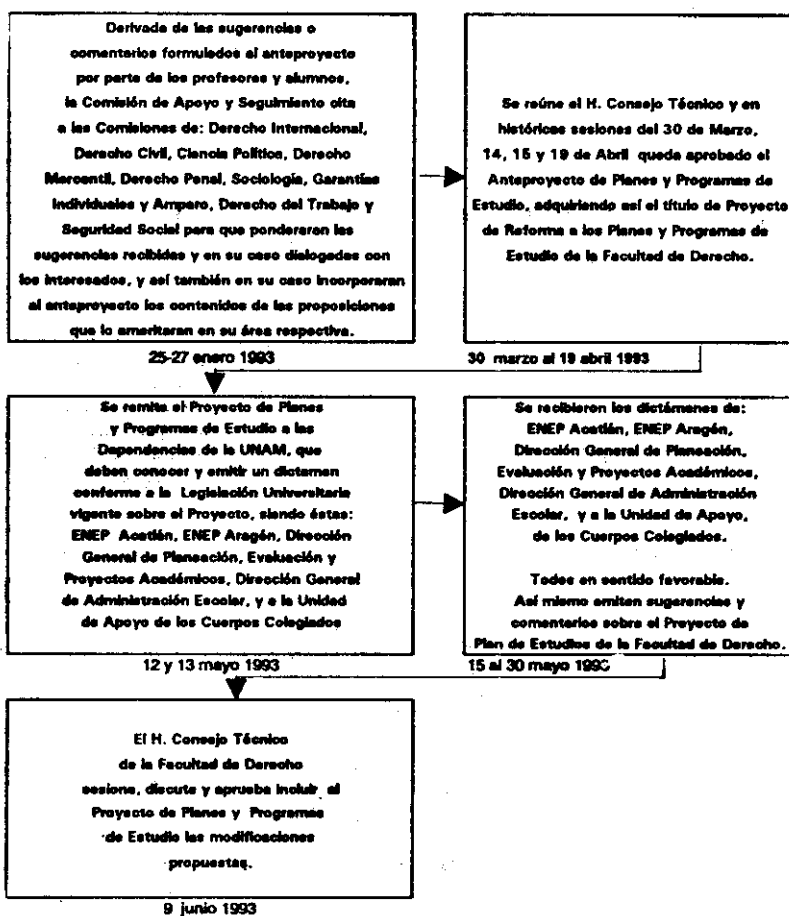 Derivada de las sugerencias o
comentarios formulados al anteproyecto
por parte de los profesores y alumnos,
la Comisión de Apoyo y Seguimiento cita
a las Comisiones de: Derecho Internacional,
Derecho Civil, Ciencia Política, Derecho
Mercantil, Derecho Penal, Sociología, Garantías
Individuales y Amparo, Derecho del Trabajo y
Seguridad Social para que ponderaran las
sugerencias recibidas y en su caso dialogadas con
los interesados, y así también en su caso incorporaran
al anteproyecto los contenidos de las proposiciones
que lo ameritaran en su área respectiva.
25-27 enero 1993
Se reúne el H. Consejo Técnico y en
históricas sesiones del 30 de Marzo,
14, 15 y 19 de Abril queda aprobado el
Anteproyecto de Planes y Programas de
Estudio, adquiriendo así el título de Proyecto
de Reforma a los Planes y Programas de
Estudio de la Facultad de Derecho.
30 marzo al 19 abril 1993
Se remite el Proyecto de Planes
y Programas de Estudio a las
Dependencias de la UNAM, que
deben conocer y emitir un dictamen
conforme a la Legislación Universitaria
vigente sobre el Proyecto, siendo éstas:
ENEP Acatlán, ENEP Aragón, Dirección
General de Planeación, Evaluación y
Proyectos Académicos, Dirección General
de Administración Escolar, y a la Unidad
de Apoyo de los Cuerpos Colegiados
12 y 13 mayo 1993
Se recibieron los dictámenes de:
ENEP Acatlán, ENEP Aragón,
Dirección General de Planeación,
Evaluación y Proyectos Académicos,
Dirección General de Administración
Escolar, y a la Unidad de Apoyo,
de los Cuerpos Colegiados.
Todos en sentido favorable.
Así mismo emiten sugerencias y
comentarios sobre el Proyecto de
Plan de Estudios de la Facultad de Derecho.
15 al 30 mayo 1993
El H. Consejo Técnico
de la Facultad de Derecho
sesiona, discute y aprueba incluir al
Proyecto de Planes y Programas
de Estudio las modificaciones
propuestas.
9 junio 1993